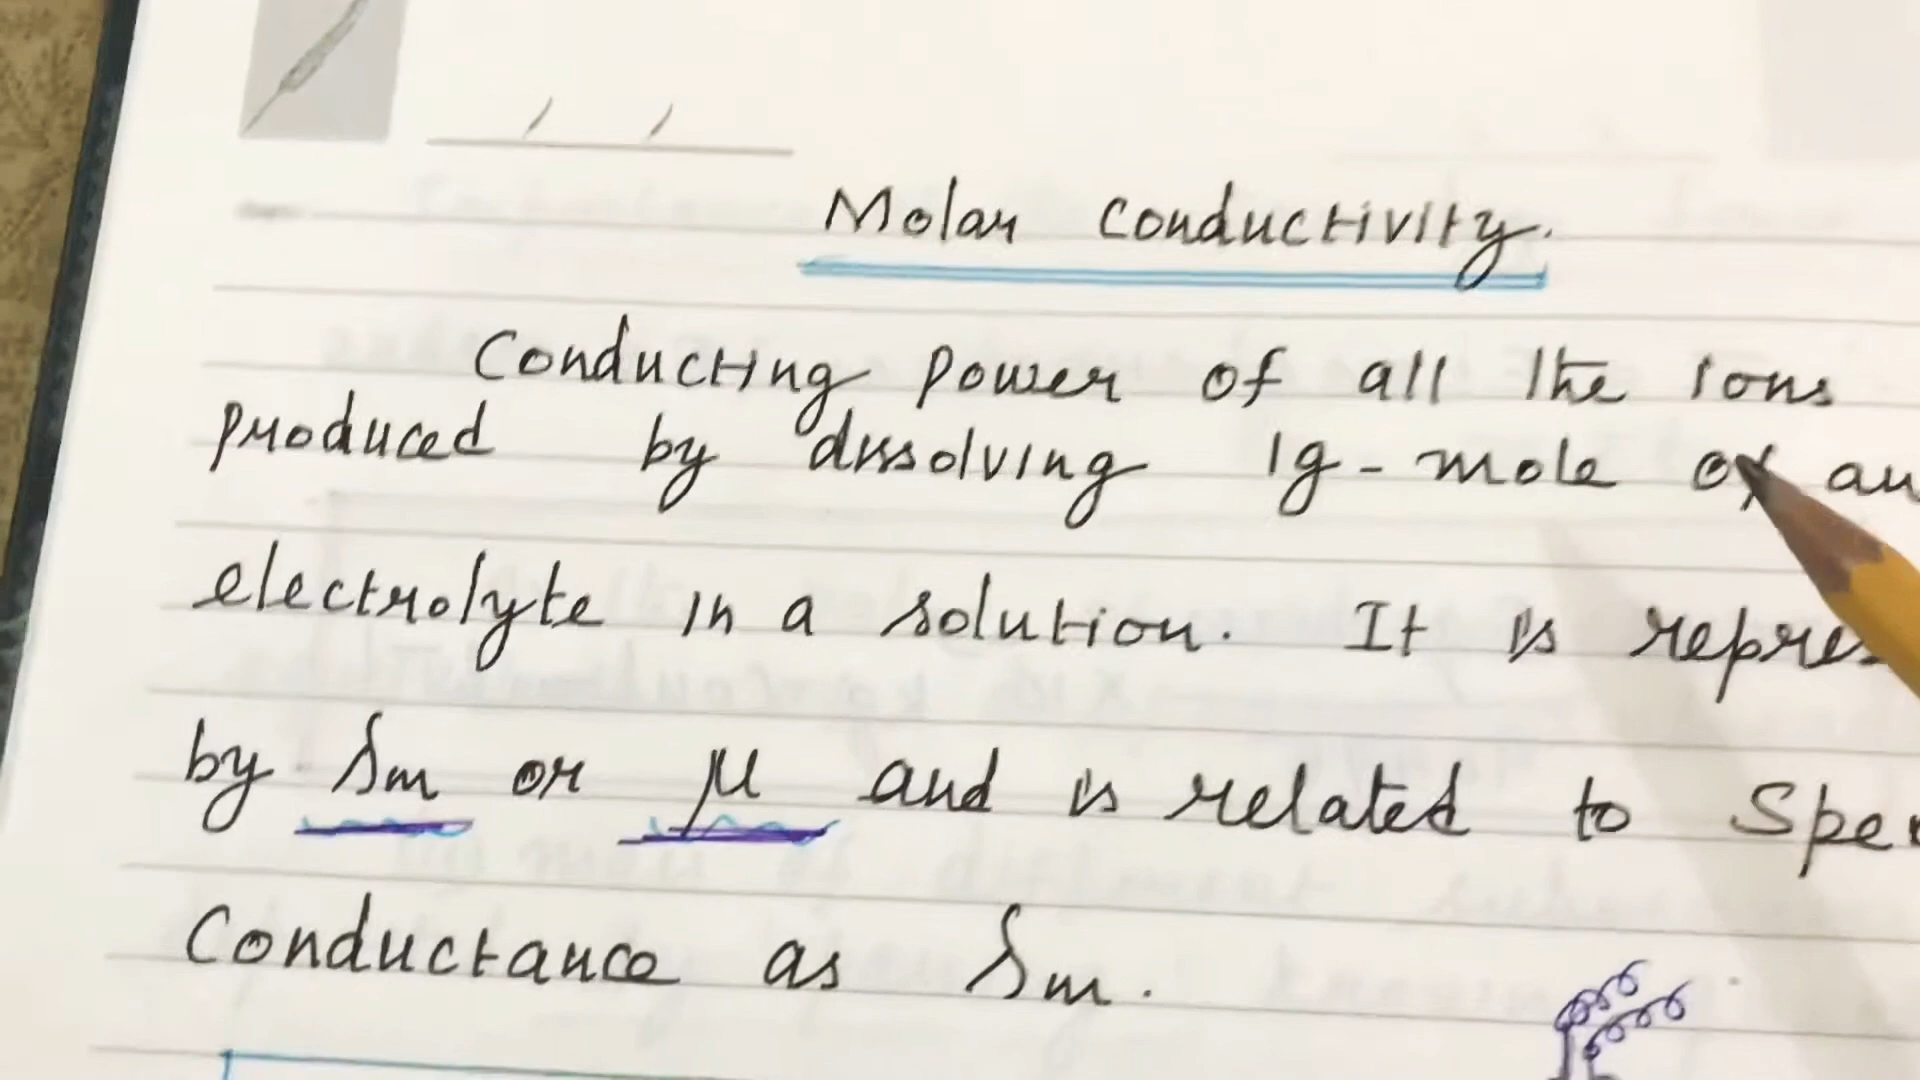 Molar Conductivity.
Conducting Power of all the ions
produced by dissolving 1g-mole of an
electrolyte in a solution. It is repres
by Λm or μ and is related to Spe
Conductance as Λm.